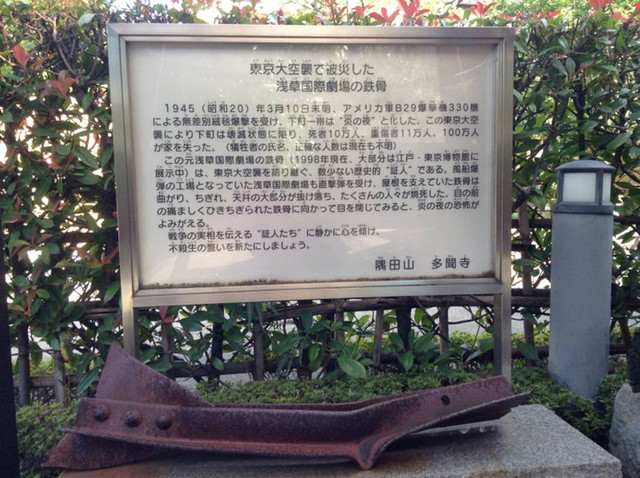 東京大空襲で被災した
浅草国際劇場の鉄骨
1945（昭和20）年3月10日未明、アメリカ軍B29爆撃機330機
による無差別絨毯爆撃を受け、下町一帯は“炎の夜”と化した。この東京大空
襲により下町は壊滅状態に陥り、死者10万人、重傷者11万人、100万人
が家を失った。（犠牲者の氏名、正確な人数は現在も不明）
この元浅草国際劇場の鉄骨（1998年現在、大部分は江戸・東京博物館に
展示中）は、東京大空襲を語り継ぐ、数少ない歴史的“証人”である。風船爆
弾の工場となっていた浅草国際劇場も直撃弾を受け、屋根を支えていた鉄骨は
曲がり、ちぎれ、天井の大部分が抜け落ち、たくさんの人々が焼死した。目の前
の痛ましくひきちぎられた鉄骨に向かって目を閉じてみると、炎の夜の恐怖が
よみがえる。
戦争の実相を伝える“証人たち”に静かに心を傾け、
不殺生の誓いを新たにしましょう。
隅田山　多聞寺